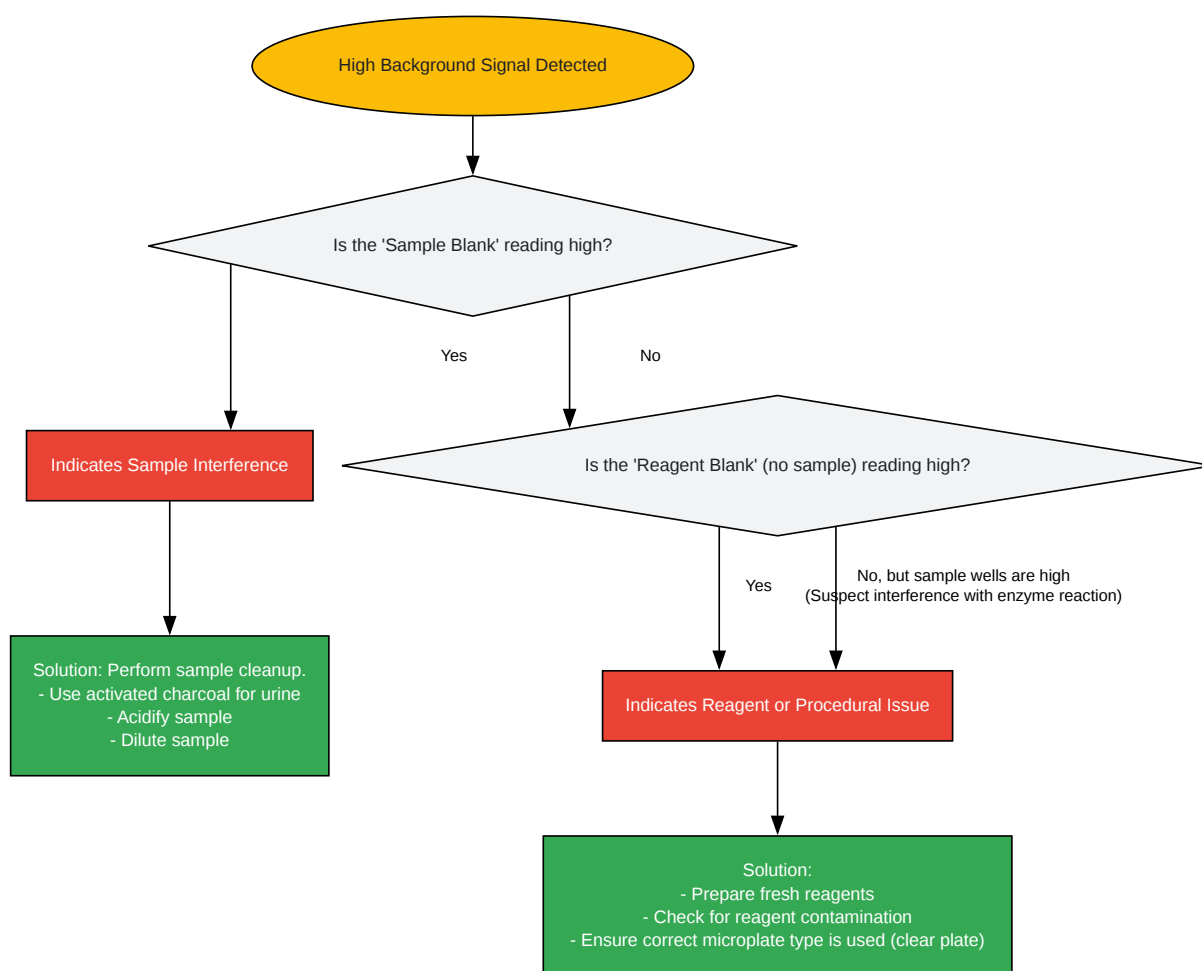 High Background Signal Detected
Is the 'Sample Blank' reading high?
Yes
No
Indicates Sample Interference
Is the 'Reagent Blank' (no sample) reading high?
Yes
No, but sample wells are high
(Suspect interference with enzyme reaction)
Solution: Perform sample cleanup.
- Use activated charcoal for urine
- Acidify sample
- Dilute sample
Indicates Reagent or Procedural Issue
Solution:
- Prepare fresh reagents
- Check for reagent contamination
- Ensure correct microplate type is used (clear plate)